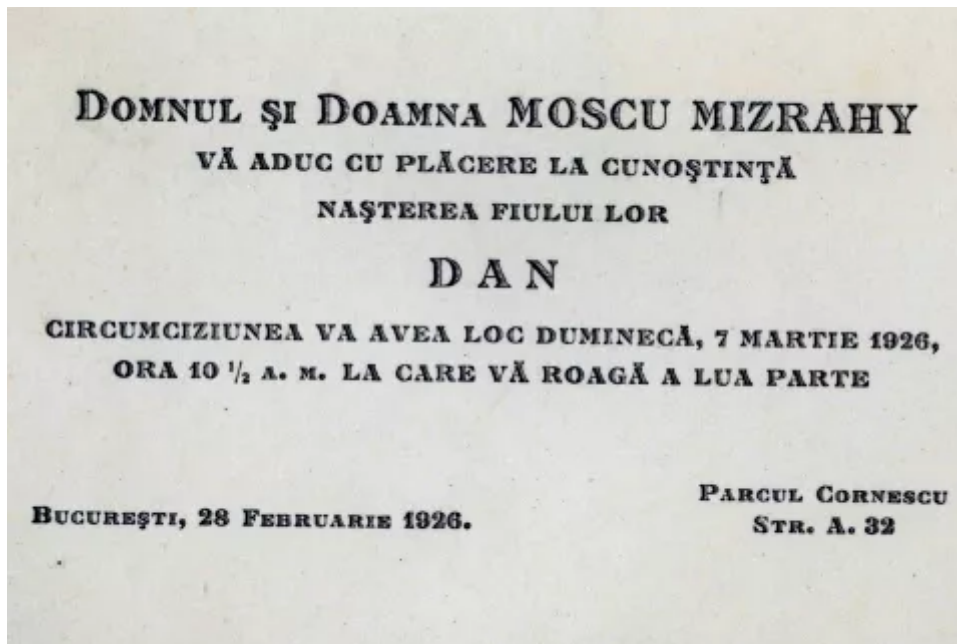 DOMNUL ŞI DOAMNA MOSCU MIZRAHY
VĂ ADUC CU PLĂCERE LA CUNOŞTINŢĂ
NAŞTEREA FIULUI LOR
DAN
CIRCUMCIZIUNEA VA AVEA LOC DUMINECĂ, 7 MARTIE 1926,
ORA 10 ½ A. M. LA CARE VĂ ROAGĂ A LUA PARTE
BUCUREŞTI, 28 FEBRUARIE 1926.
PARCUL CORNESCU
STR. A. 32